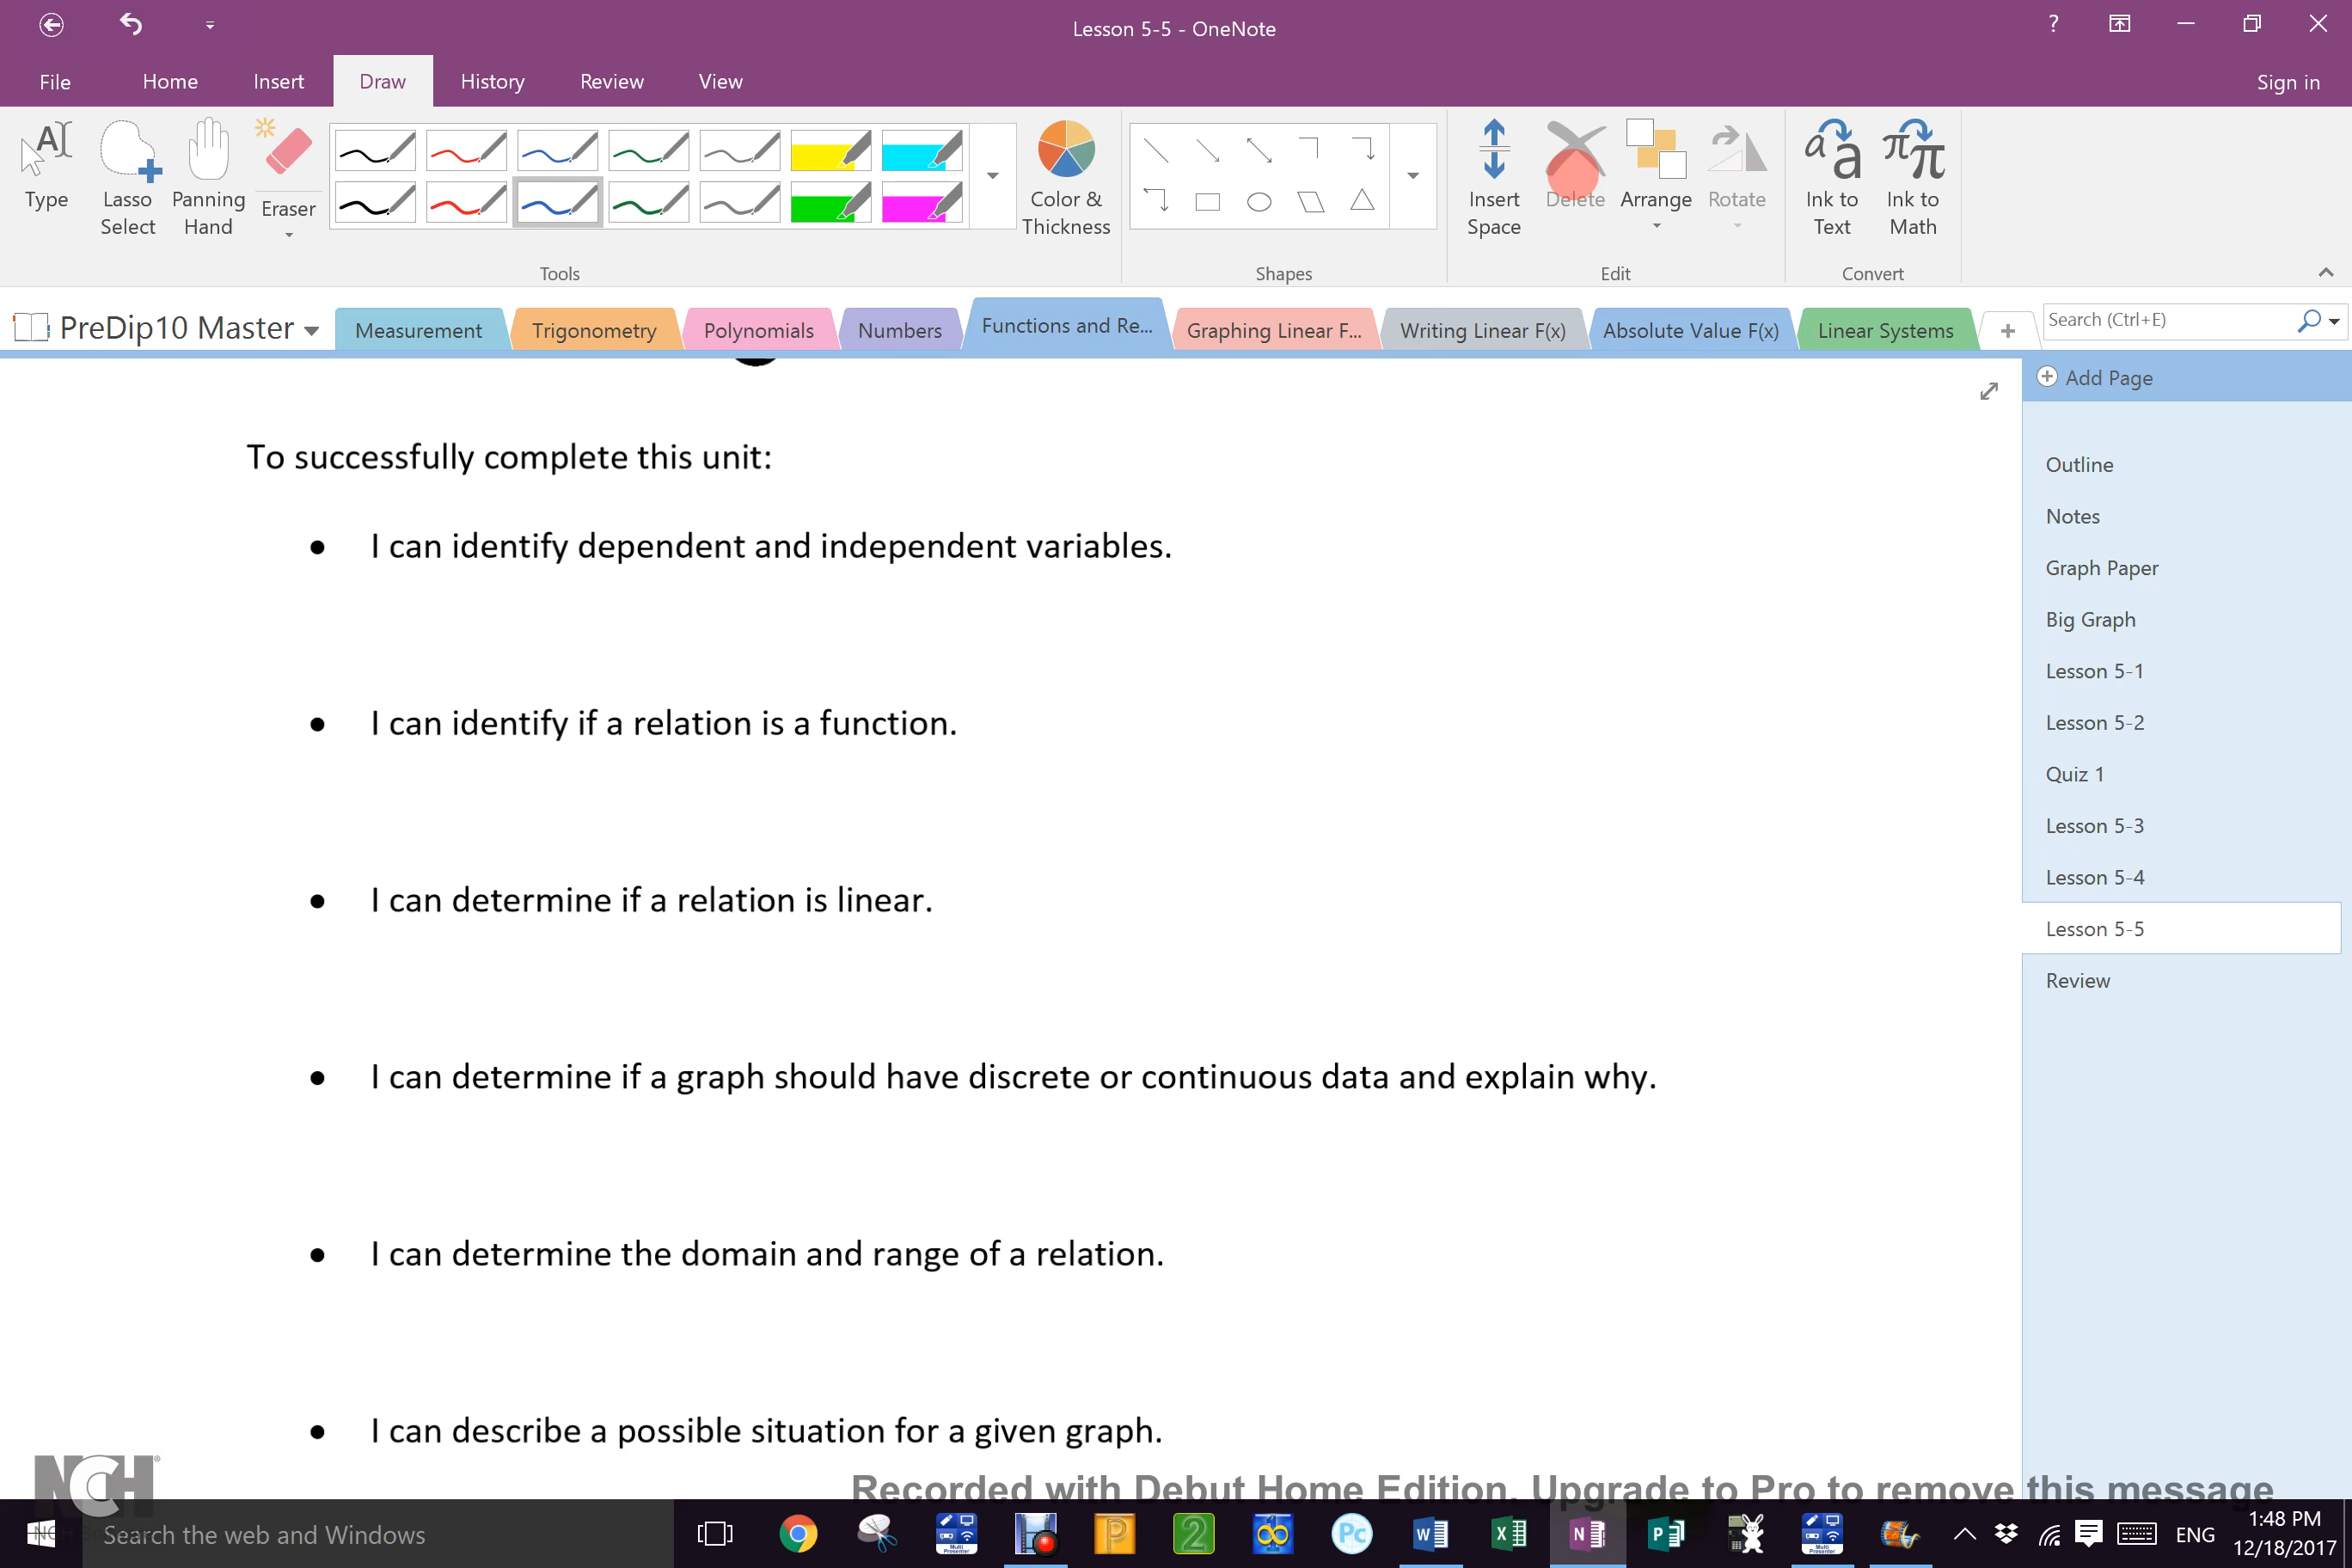 Lesson 5-5 - OneNote
?
File Home Insert Draw History Review View Sign in
Type
Lasso Select
Panning Hand
Eraser
Color & Thickness
Insert Space
Delete
Arrange
Rotate
Ink to Text
Ink to Math
Tools Shapes Edit Convert
PreDip10 Master Measurement Trigonometry Polynomials Numbers Functions and Re... Graphing Linear F... Writing Linear F(x) Absolute Value F(x) Linear Systems + Search (Ctrl+E)
Add Page
To successfully complete this unit:
• I can identify dependent and independent variables.
• I can identify if a relation is a function.
• I can determine if a relation is linear.
• I can determine if a graph should have discrete or continuous data and explain why.
• I can determine the domain and range of a relation.
• I can describe a possible situation for a given graph.
Outline
Notes
Graph Paper
Big Graph
Lesson 5-1
Lesson 5-2
Quiz 1
Lesson 5-3
Lesson 5-4
Lesson 5-5
Review
NCH
Recorded with Debut Home Edition. Upgrade to Pro to remove this message
Search the web and Windows
ENG
1:48 PM
12/18/2017